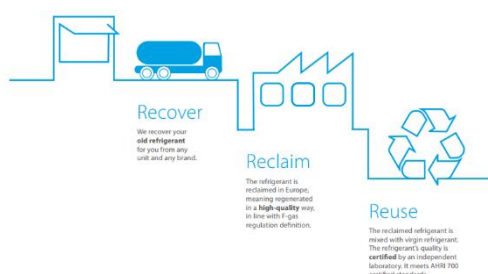 Recover
We recover your
old refrigerant
for you from any
unit and any brand.
Reclaim
The refrigerant is
reclaimed in Europe,
meaning regenerated
in a high-quality way,
in line with F-gas
regulation definition.
Reuse
The reclaimed refrigerant is
mixed with virgin refrigerant.
The refrigerant's quality is
certified by an independent
laboratory. It meets AHRI 700
certified standards.